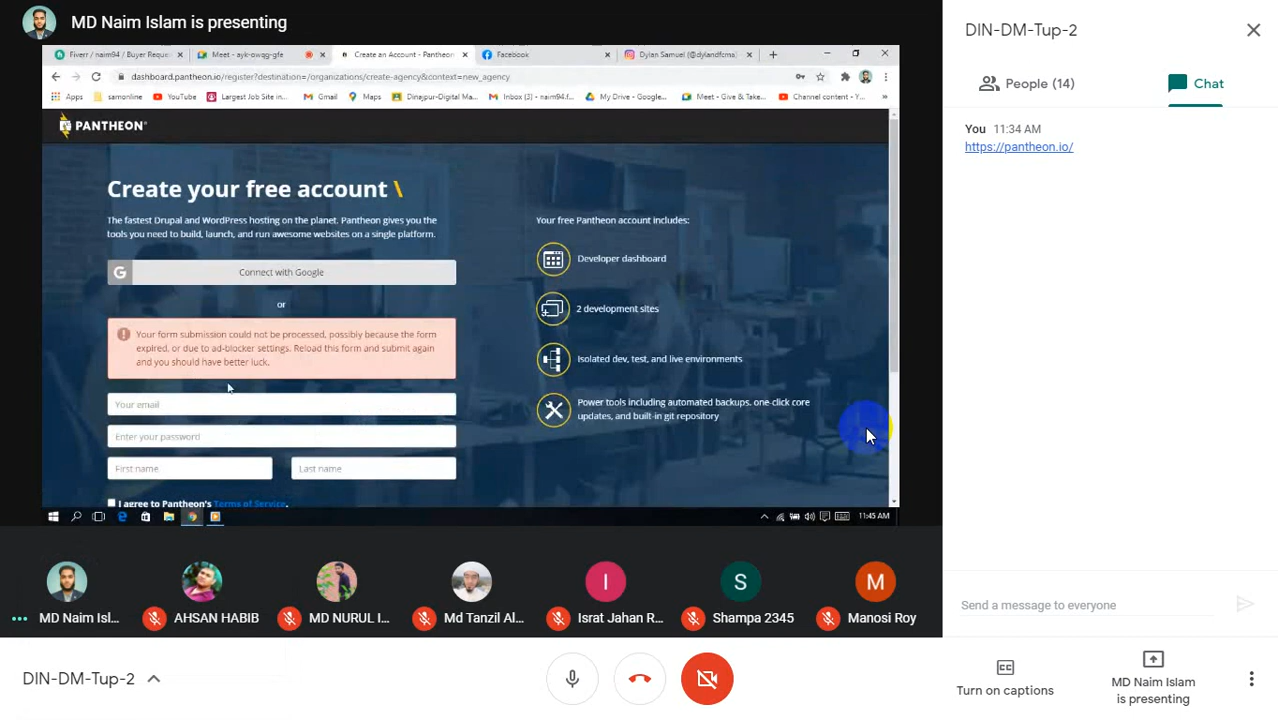 MD Naim Islam is presenting
Fiverr / naim94 / Buyer Reque
Meet - ayk-owqg-gfe
Create an Account - Pantheon
Facebook
Dylan Samuel (@dylandfcma)
dashboard.pantheon.io/register?destination=/organizations/create-agency&context=new_agency
Apps
samonline
YouTube
Largest Job Site in...
Gmail
Maps
Dinajpur-Digital Ma...
Inbox (3) - naim94.f...
My Drive - Google...
Meet - Give & Take...
Channel content - Y...
PANTHEON
Create your free account \
The fastest Drupal and WordPress hosting on the planet. Pantheon gives you the
tools you need to build, launch, and run awesome websites on a single platform.
G
Connect with Google
or
Your form submission could not be processed, possibly because the form
expired, or due to ad-blocker settings. Reload this form and submit again
and you should have better luck.
Your email
Enter your password
First name
Last name
I agree to Pantheon's Terms of Service.
Your free Pantheon account includes:
Developer dashboard
2 development sites
Isolated dev, test, and live environments
Power tools including automated backups, one-click core
updates, and built-in git repository
11:45 AM
I
S
M
MD Naim Isl...
AHSAN HABIB
MD NURUL I...
Md Tanzil Al...
Israt Jahan R...
Shampa 2345
Manosi Roy
DIN-DM-Tup-2
People (14)
Chat
You 11:34 AM
https://pantheon.io/
Send a message to everyone
DIN-DM-Tup-2
Turn on captions
MD Naim Islam
is presenting